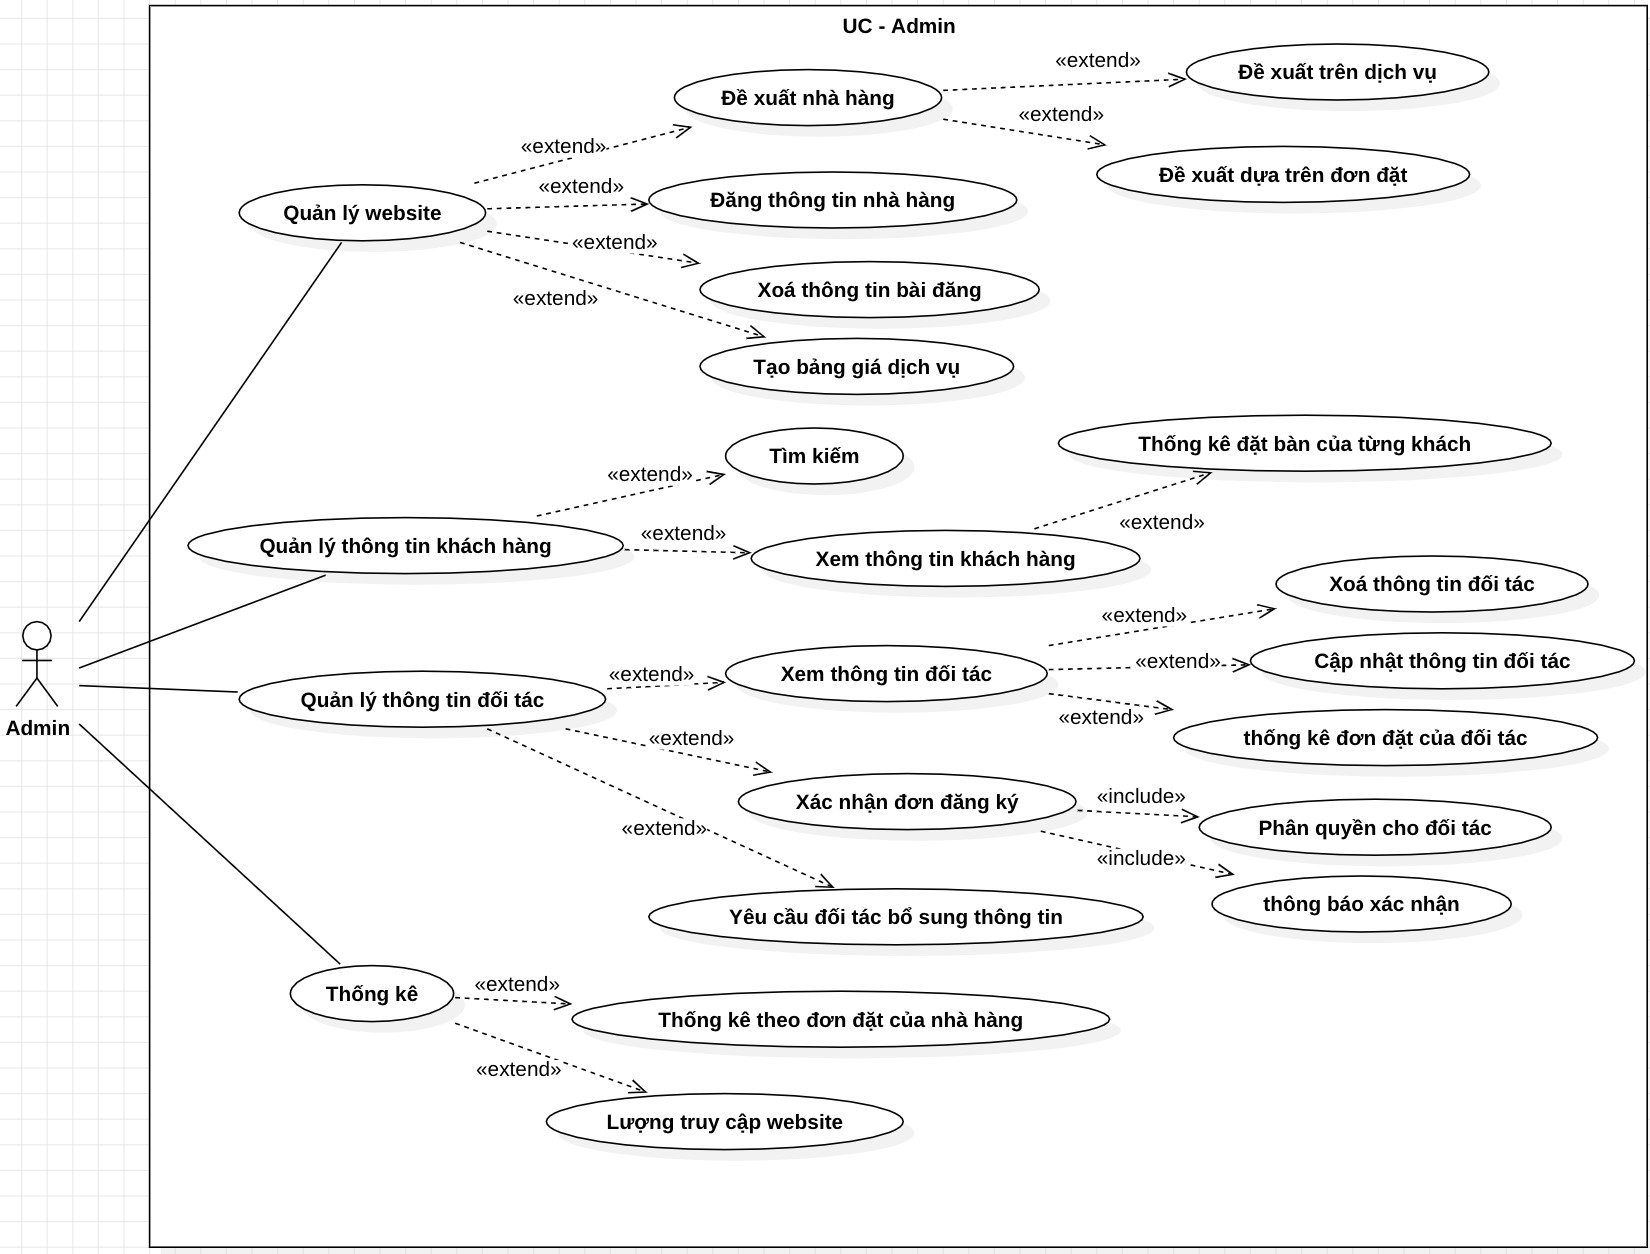 UC - Admin
«extend»
Đề xuất trên dịch vụ
Đề xuất nhà hàng
«extend»
«extend»
Đề xuất dựa trên đơn đặt
«extend»
Đăng thông tin nhà hàng
Quản lý website
«extend»
Xoá thông tin bài đăng
«extend»
Tạo bảng giá dịch vụ
Thống kê đặt bàn của từng khách
Tìm kiếm
«extend»
«extend»
«extend»
Quản lý thông tin khách hàng
Xem thông tin khách hàng
Xoá thông tin đối tác
«extend»
«extend»
Cập nhật thông tin đối tác
«extend»
Xem thông tin đối tác
Quản lý thông tin đối tác
«extend»
thống kê đơn đặt của đối tác
Admin
«extend»
«include»
Xác nhận đơn đăng ký
Phân quyền cho đối tác
«extend»
«include»
thông báo xác nhận
Yêu cầu đối tác bổ sung thông tin
«extend»
Thống kê
Thống kê theo đơn đặt của nhà hàng
«extend»
Lượng truy cập website